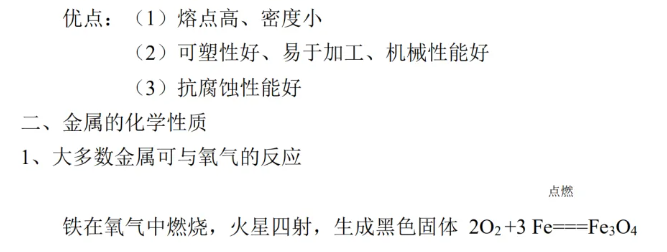 优点：（1）熔点高、密度小
（2）可塑性好、易于加工、机械性能好
（3）抗腐蚀性能好
二、金属的化学性质
1、大多数金属可与氧气的反应
点燃
铁在氧气中燃烧，火星四射，生成黑色固体 2O₂ +3 Fe===Fe₃O₄